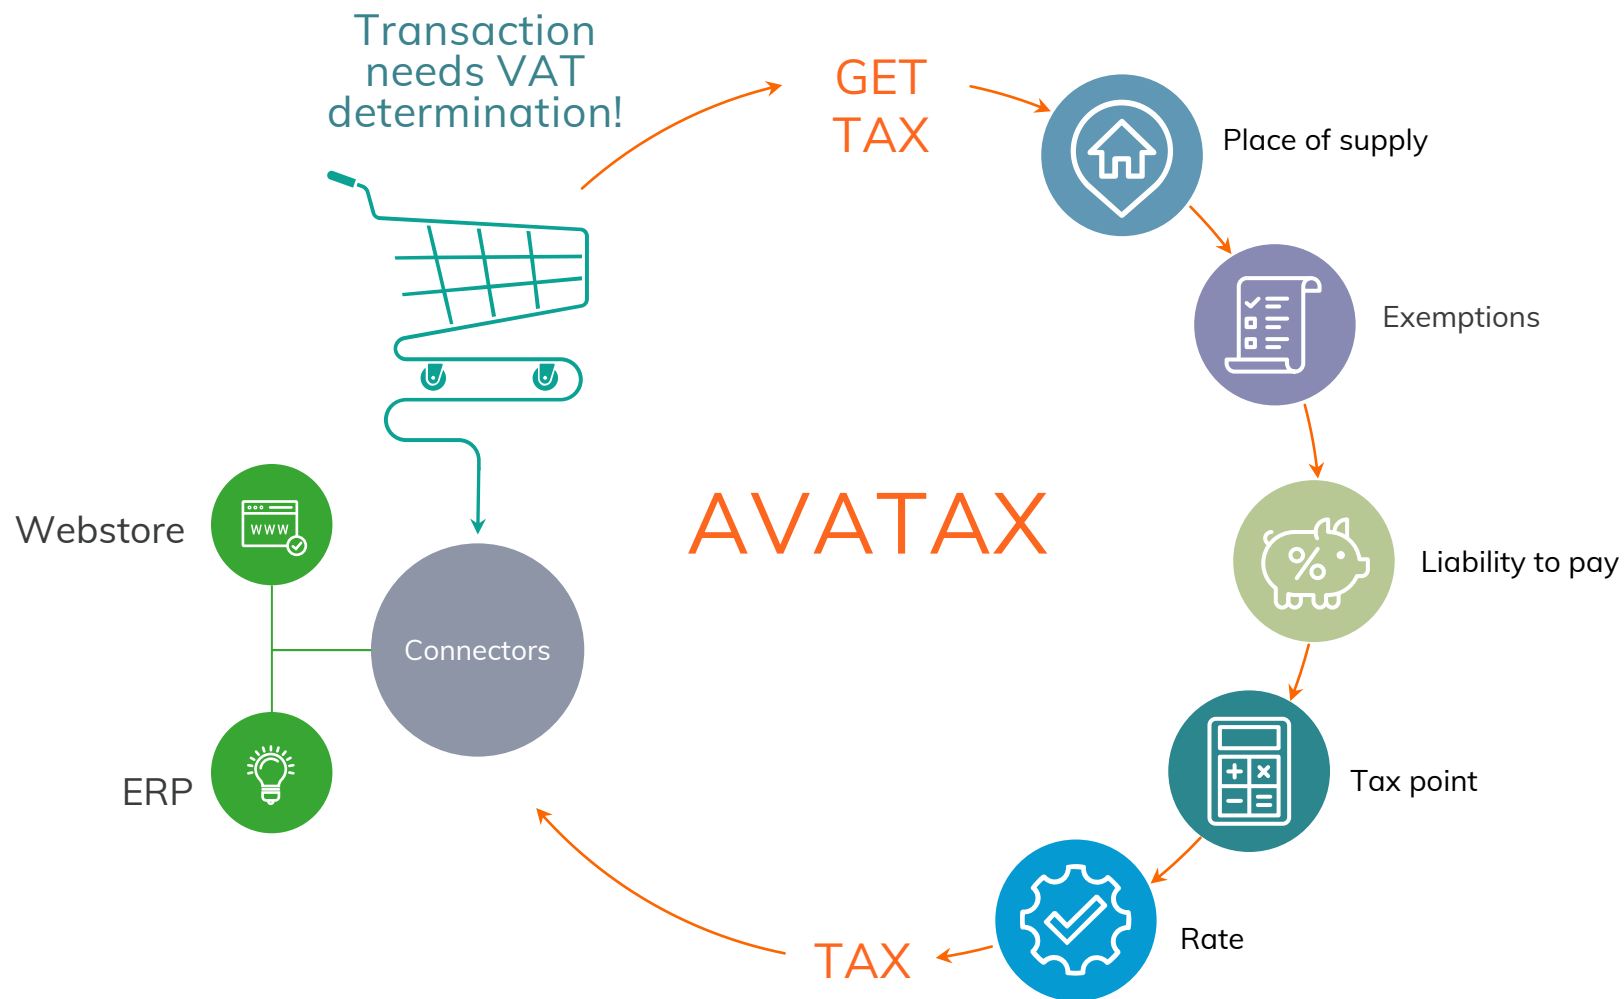 Transaction
needs VAT
determination!
GET
TAX
Place of supply
Exemptions
Liability to pay
Tax point
Rate
TAX
AVATAX
Connectors
Webstore
WWW
ERP